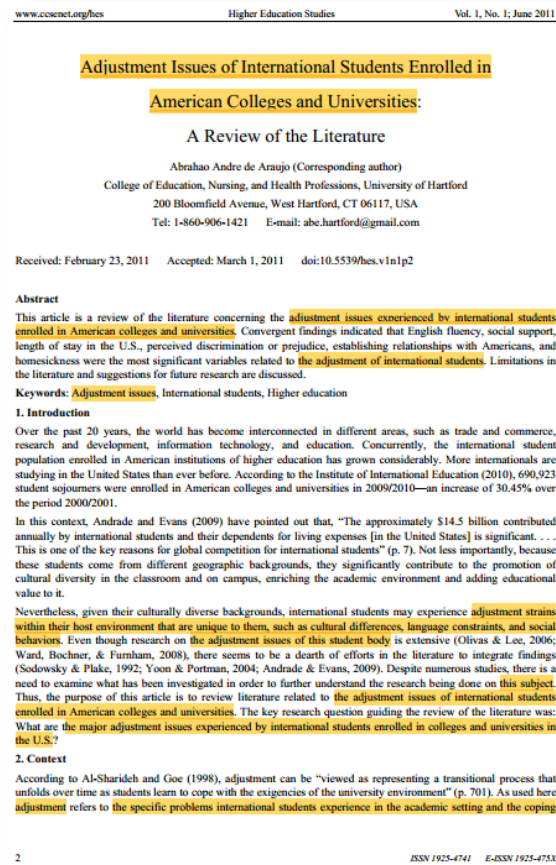 www.ccsenet.org/hes Higher Education Studies Vol. 1, No. 1; June 2011
Adjustment Issues of International Students Enrolled in
American Colleges and Universities:
A Review of the Literature
Abrahao Andre de Araujo (Corresponding author)
College of Education, Nursing, and Health Professions, University of Hartford
200 Bloomfield Avenue, West Hartford, CT 06117, USA
Tel: 1-860-906-1421 E-mail: abe.hartford@gmail.com
Received: February 23, 2011 Accepted: March 1, 2011 doi:10.5539/hes.v1n1p2
Abstract
This article is a review of the literature concerning the adjustment issues experienced by international students
enrolled in American colleges and universities. Convergent findings indicated that English fluency, social support,
length of stay in the U.S., perceived discrimination or prejudice, establishing relationships with Americans, and
homesickness were the most significant variables related to the adjustment of international students. Limitations in
the literature and suggestions for future research are discussed.
Keywords: Adjustment issues, International students, Higher education
1. Introduction
Over the past 20 years, the world has become interconnected in different areas, such as trade and commerce,
research and development, information technology, and education. Concurrently, the international student
population enrolled in American institutions of higher education has grown considerably. More internationals are
studying in the United States than ever before. According to the Institute of International Education (2010), 690,923
student sojourners were enrolled in American colleges and universities in 2009/2010—an increase of 30.45% over
the period 2000/2001.
In this context, Andrade and Evans (2009) have pointed out that, “The approximately $14.5 billion contributed
annually by international students and their dependents for living expenses [in the United States] is significant. . . .
This is one of the key reasons for global competition for international students” (p. 7). Not less importantly, because
these students come from different geographic backgrounds, they significantly contribute to the promotion of
cultural diversity in the classroom and on campus, enriching the academic environment and adding educational
value to it.
Nevertheless, given their culturally diverse backgrounds, international students may experience adjustment strains
within their host environment that are unique to them, such as cultural differences, language constraints, and social
behaviors. Even though research on the adjustment issues of this student body is extensive (Olivas & Lee, 2006;
Ward, Bochner, & Furnham, 2008), there seems to be a dearth of efforts in the literature to integrate findings
(Sodowsky & Plake, 1992; Yoon & Portman, 2004; Andrade & Evans, 2009). Despite numerous studies, there is a
need to examine what has been investigated in order to further understand the research being done on this subject.
Thus, the purpose of this article is to review literature related to the adjustment issues of international students
enrolled in American colleges and universities. The key research question guiding the review of the literature was:
What are the major adjustment issues experienced by international students enrolled in colleges and universities in
the U.S.?
2. Context
According to Al-Sharideh and Goe (1998), adjustment can be “viewed as representing a transitional process that
unfolds over time as students learn to cope with the exigencies of the university environment” (p. 701). As used here
adjustment refers to the specific problems international students experience in the academic setting and the coping
2 ISSN 1925-4741 E-ISSN 1925-475X